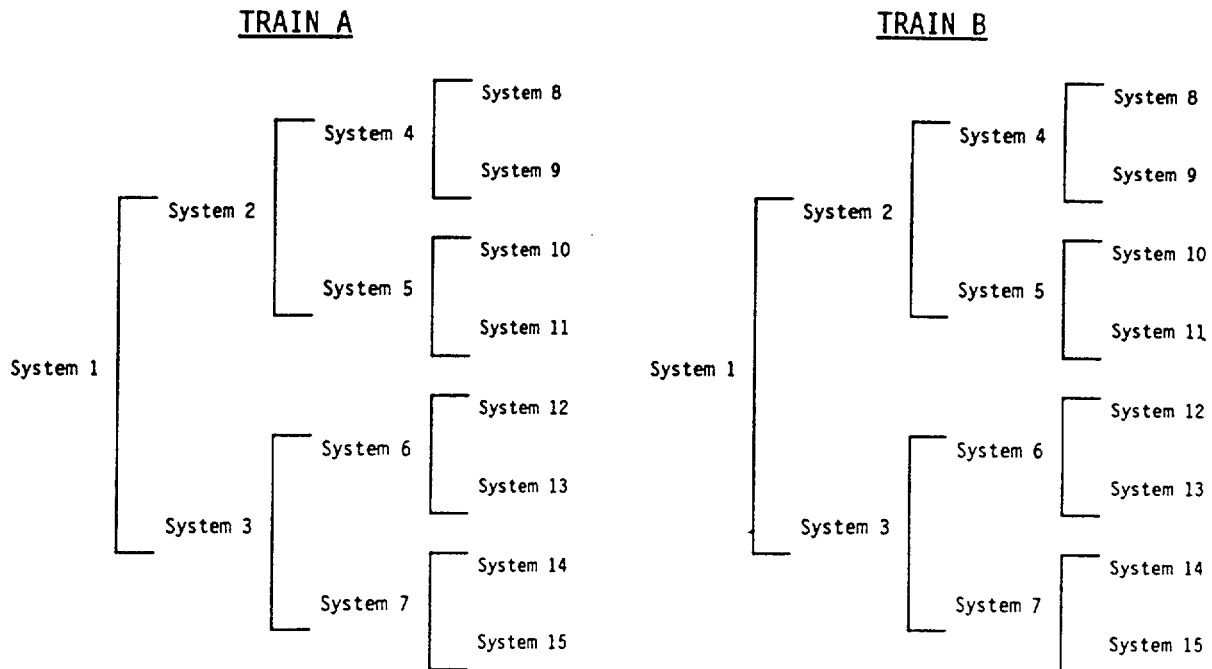 TRAIN A
System 1
System 2
System 3
System 4
System 5
System 6
System 7
System 8
System 9
System 10
System 11
System 12
System 13
System 14
System 15
TRAIN B
System 1
System 2
System 3
System 4
System 5
System 6
System 7
System 8
System 9
System 10
System 11
System 12
System 13
System 14
System 15